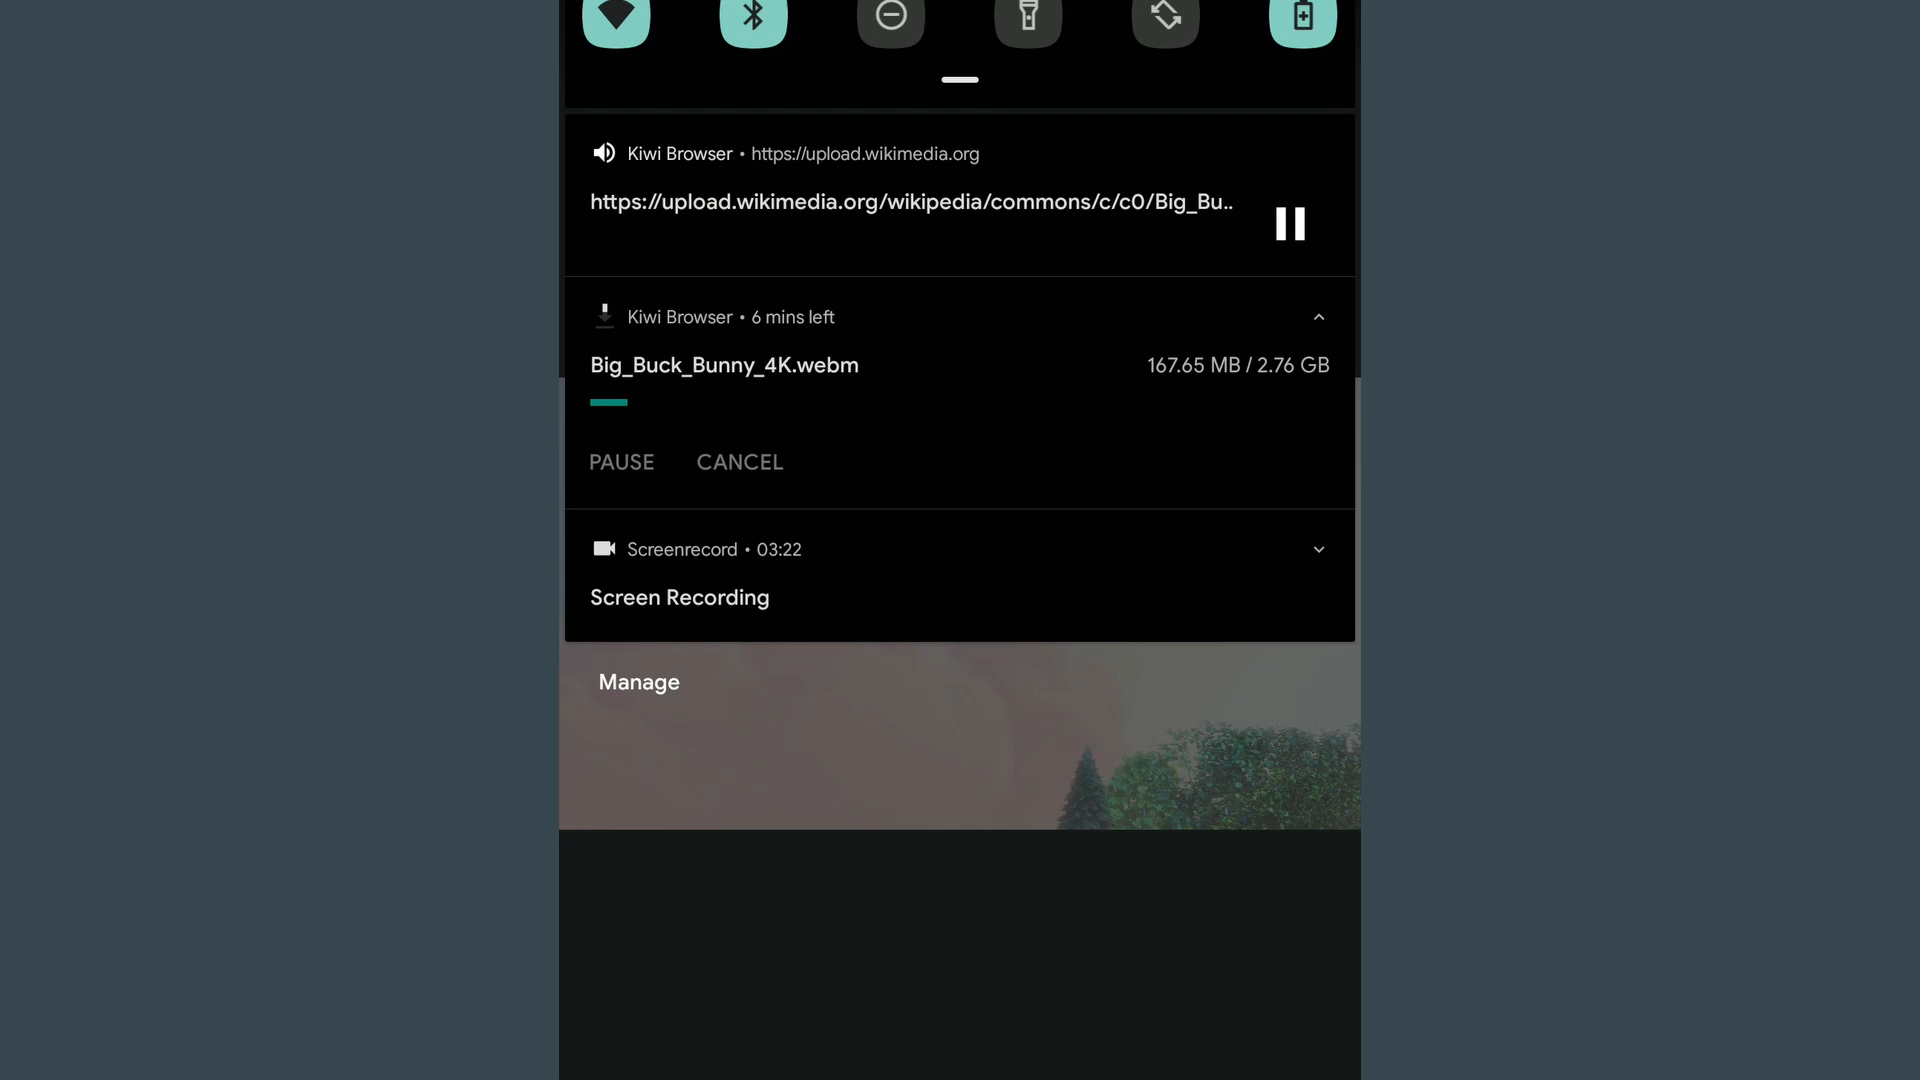 Kiwi Browser • https://upload.wikimedia.org
https://upload.wikimedia.org/wikipedia/commons/c/c0/Big_Bu..
Kiwi Browser • 6 mins left
Big_Buck_Bunny_4K.webm 167.65 MB / 2.76 GB
PAUSE CANCEL
Screenrecord • 03:22
Screen Recording
Manage